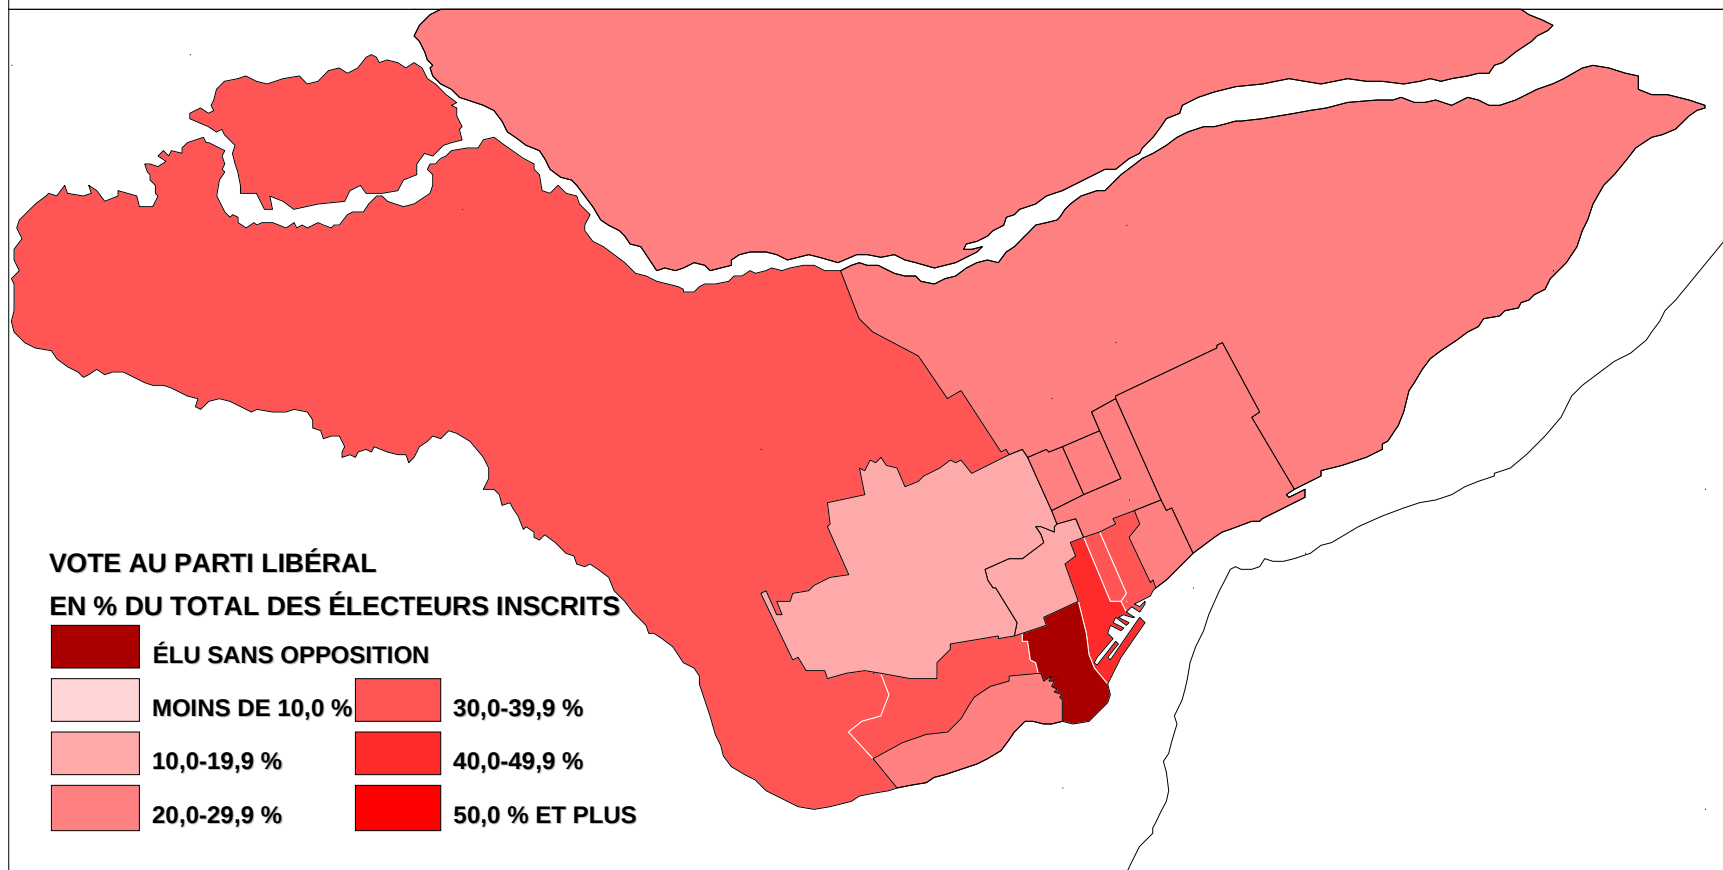 VOTE AU PARTI LIBÉRAL
EN % DU TOTAL DES ÉLECTEURS INSCRITS
ÉLU SANS OPPOSITION
MOINS DE 10,0 %
30,0-39,9 %
10,0-19,9 %
40,0-49,9 %
20,0-29,9 %
50,0 % ET PLUS